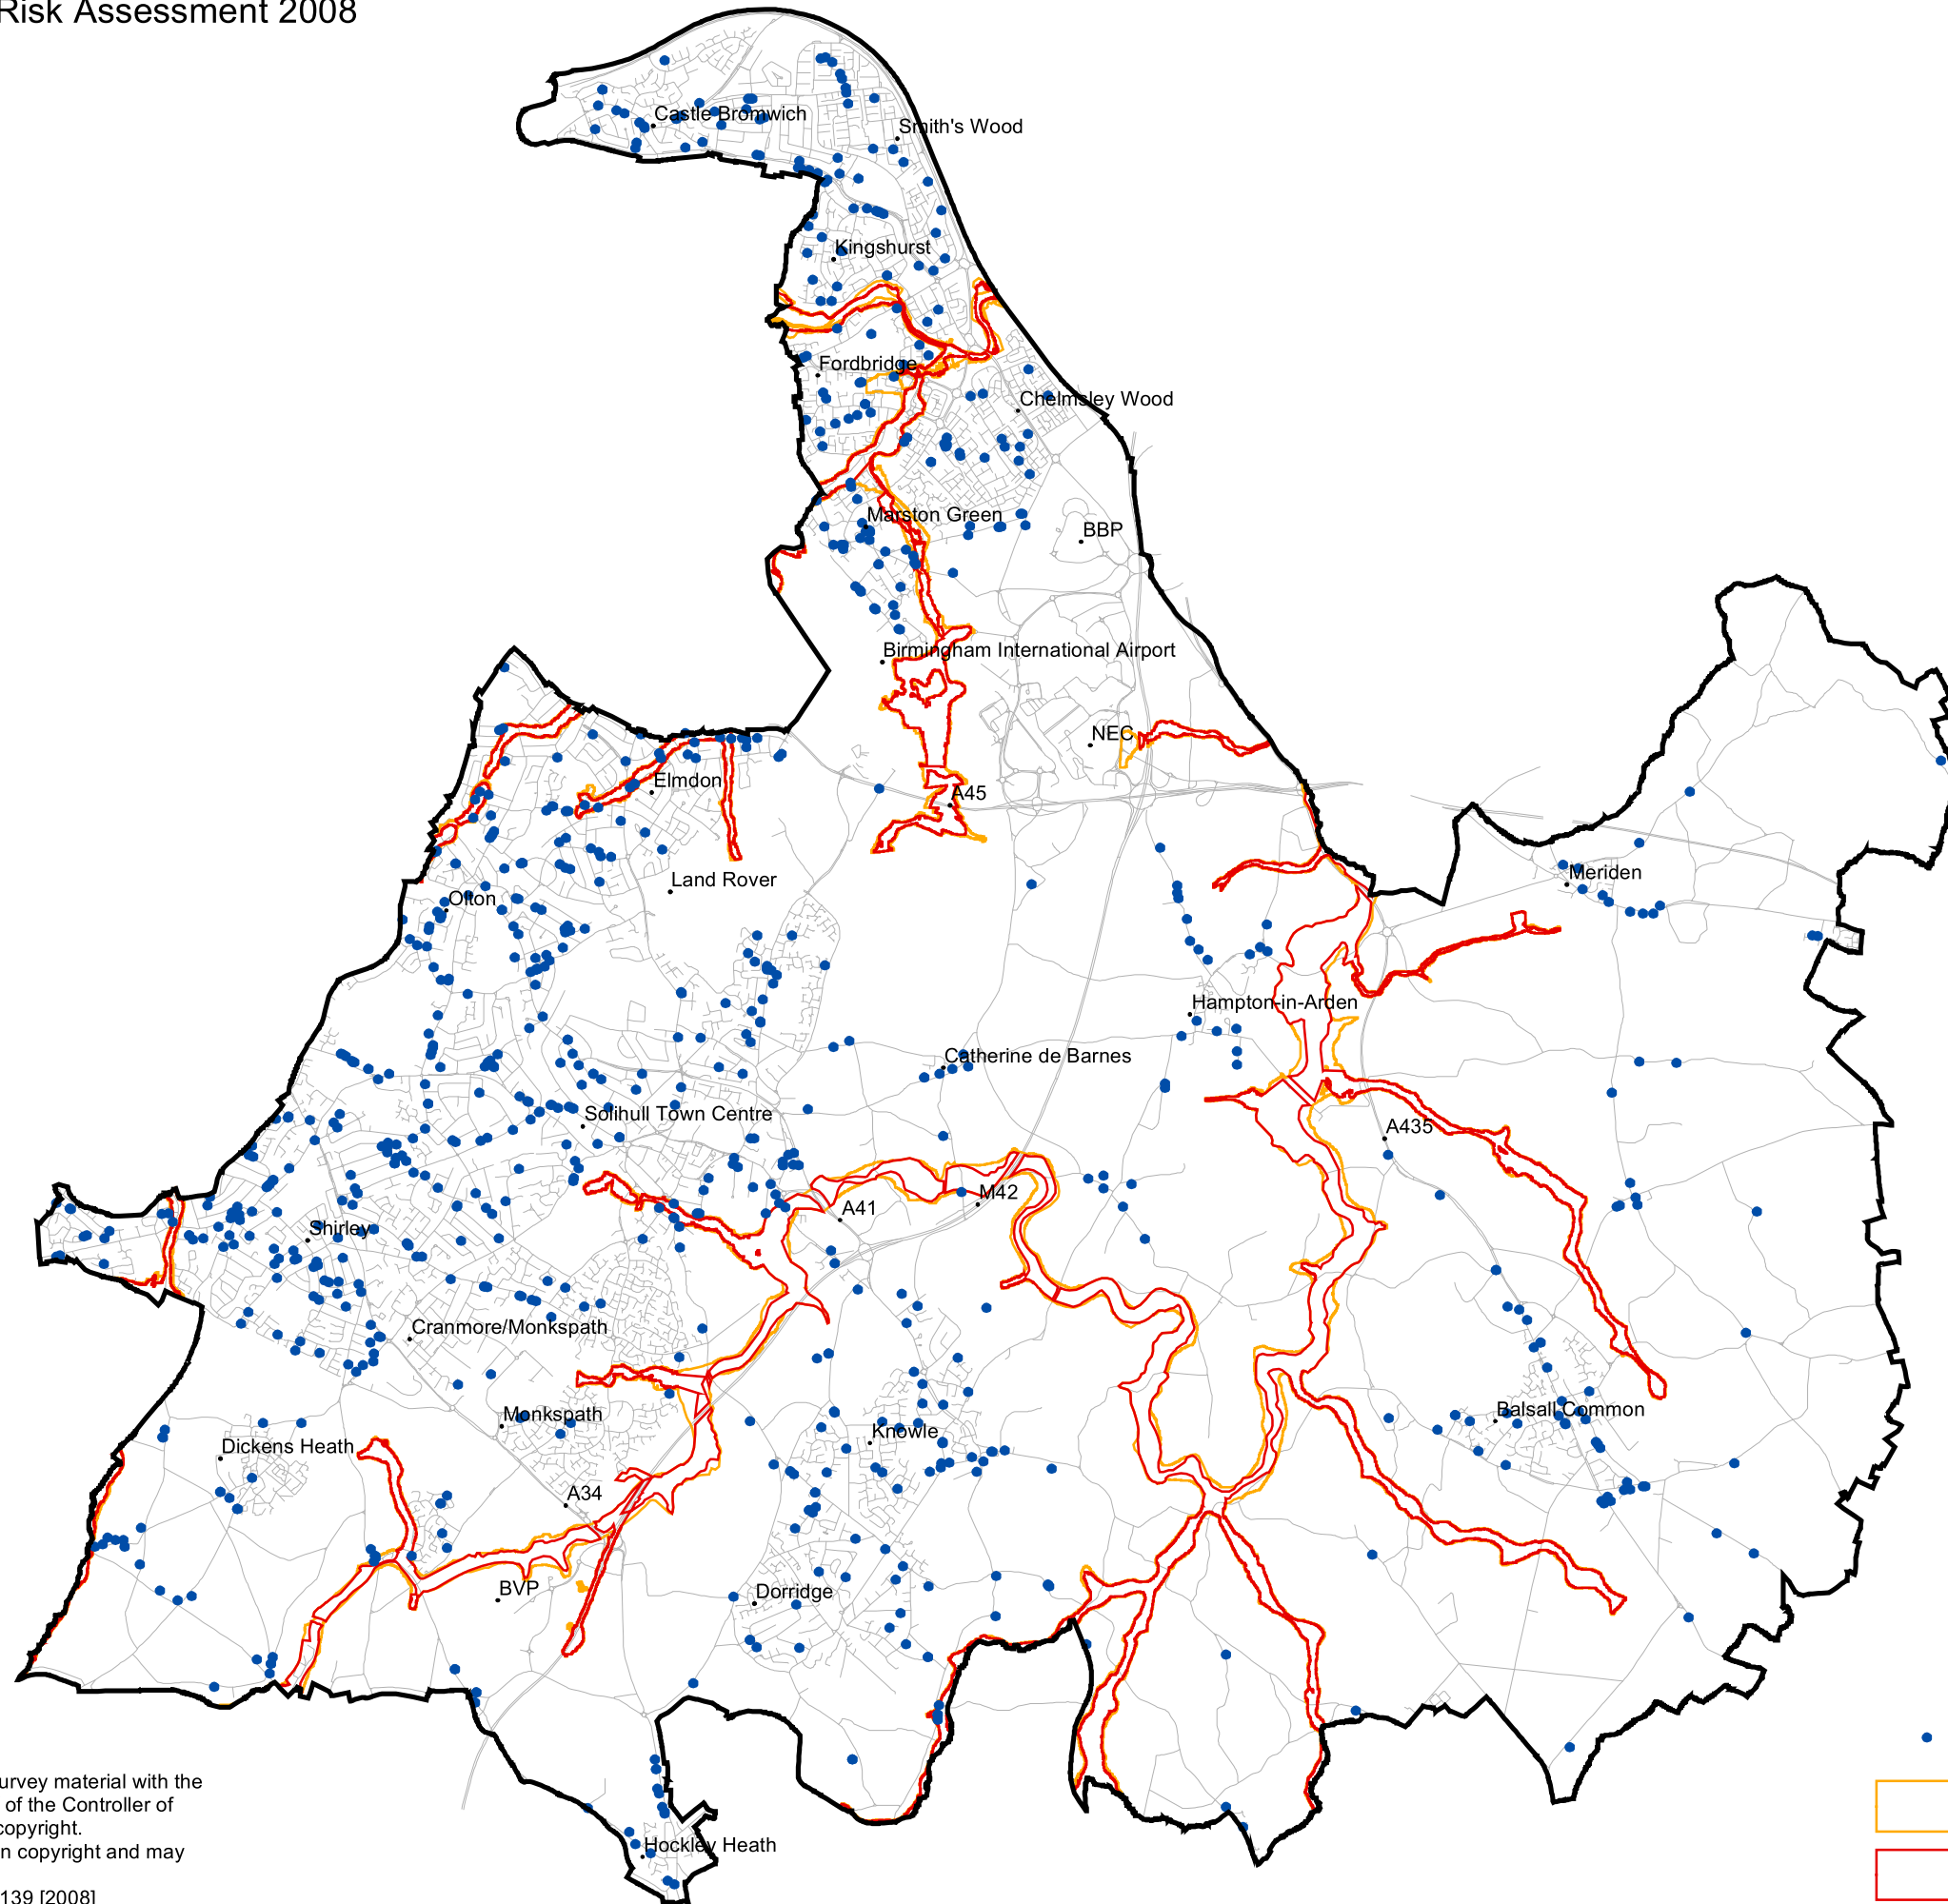 Risk Assessment 2008
Castle Bromwich
Smith's Wood
Kingshurst
Fordbridge
Chelmsley Wood
Marston Green
BBP
Birmingham International Airport
NEC
Elmdon
A45
Land Rover
Meriden
Olton
Hampton-in-Arden
Catherine de Barnes
Solihull Town Centre
A435
M42
A41
Shirley
Cranmore/Monkspath
Balsall Common
Monkspath
Knowle
Dickens Heath
A34
BVP
Dorridge
urvey material with the
of the Controller of
copyright.
n copyright and may
Hockley Heath
139 [2008]